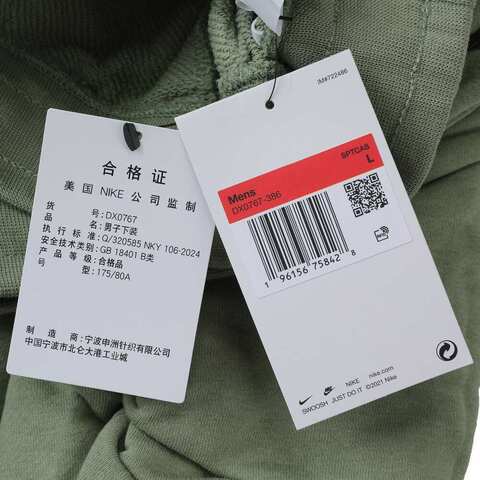 合格证
美国 NIKE 公司监制
货号:DX0767
品名:男子下装
执行标准:Q/320585 NKY 106-2024
安全技术类别:GB 18401 B类
产品等级:合格品
型号:175/80A
制造商:宁波申洲针织有限公司
中国宁波市北仑大港工业城
IM#722486
SPTCAS
L
Mens
DX0767-386
1 96156 75842 8
NIKE nike.com
SWOOSH JUST DO IT ©2021 Nike